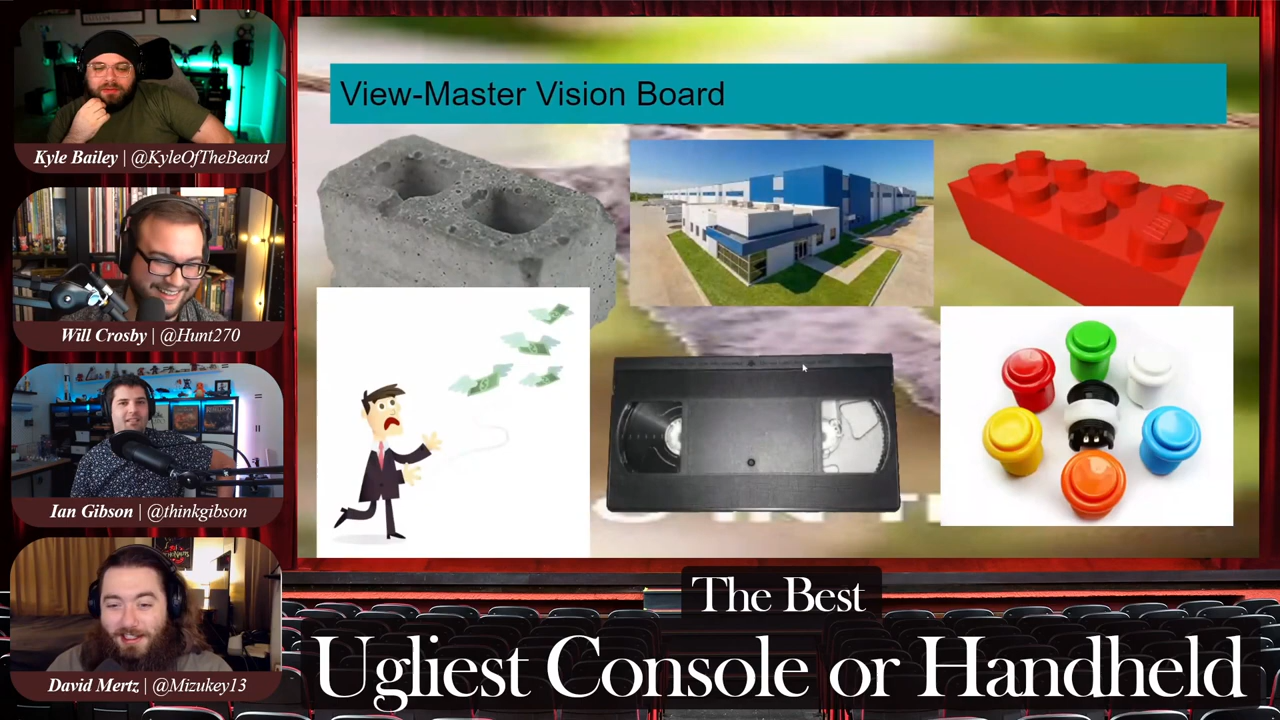 View-Master Vision Board
Kyle Bailey | @KyleOfTheBeard
Will Crosby | @Hunt270
Ian Gibson | @thinkgibson
David Mertz | @Mizukey13
The Best
Ugliest Console or Handheld